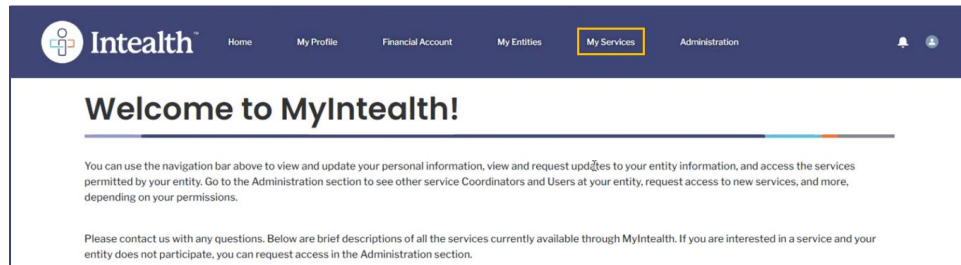 Intealth™ Home My Profile Financial Account My Entities My Services Administration
Welcome to MyIntealth!
You can use the navigation bar above to view and update your personal information, view and request updates to your entity information, and access the services
permitted by your entity. Go to the Administration section to see other service Coordinators and Users at your entity, request access to new services, and more,
depending on your permissions.
Please contact us with any questions. Below are brief descriptions of all the services currently available through MyIntealth. If you are interested in a service and your
entity does not participate, you can request access in the Administration section.